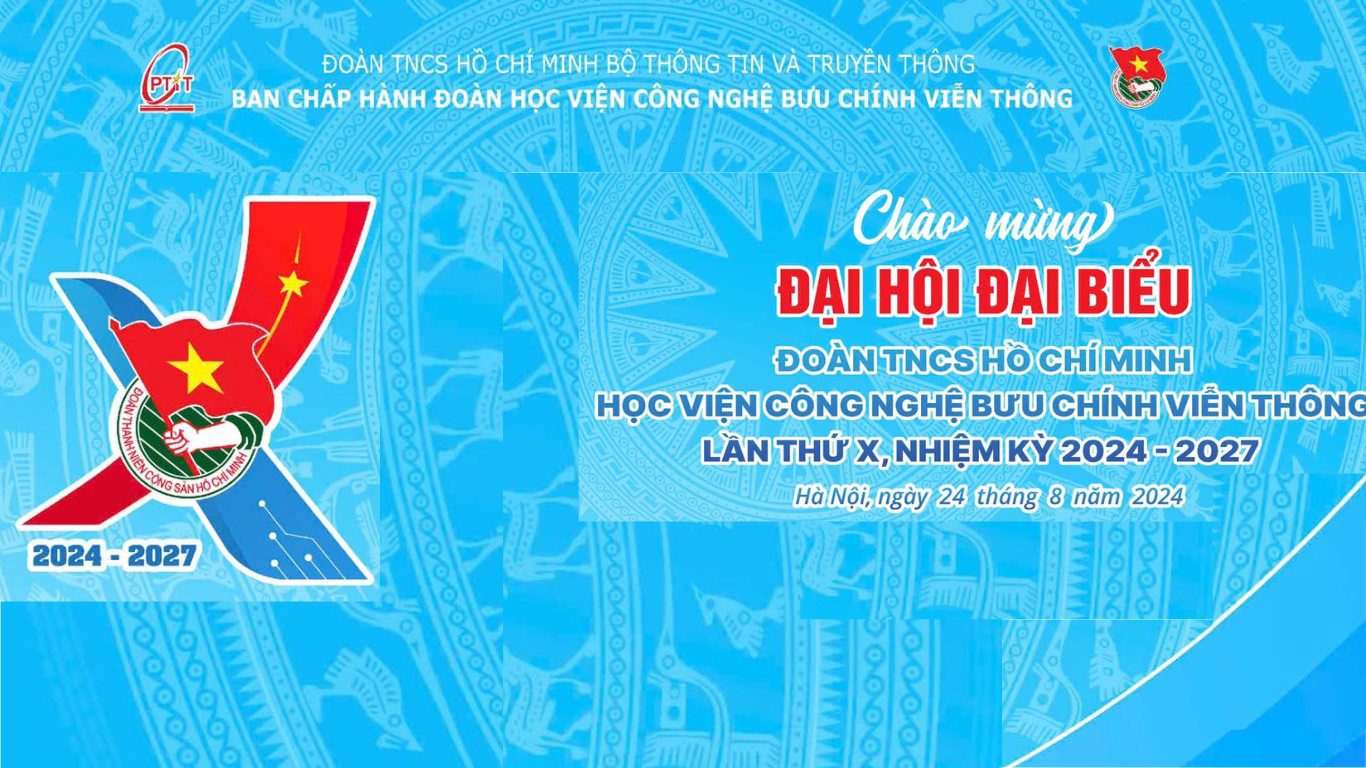 ĐOÀN TNCS HỒ CHÍ MINH BỘ THÔNG TIN VÀ TRUYỀN THÔNG
BAN CHẤP HÀNH ĐOÀN HỌC VIỆN CÔNG NGHỆ BƯU CHÍNH VIỄN THÔNG
PTIT
Chào mừng
ĐẠI HỘI ĐẠI BIỂU
ĐOÀN TNCS HỒ CHÍ MINH
HỌC VIỆN CÔNG NGHỆ BƯU CHÍNH VIỄN THÔNG
LẦN THỨ X, NHIỆM KỲ 2024 - 2027
Hà Nội, ngày 24 tháng 8 năm 2024
ĐOÀN THANH NIÊN CỘNG SẢN HỒ CHÍ MINH
2024 - 2027